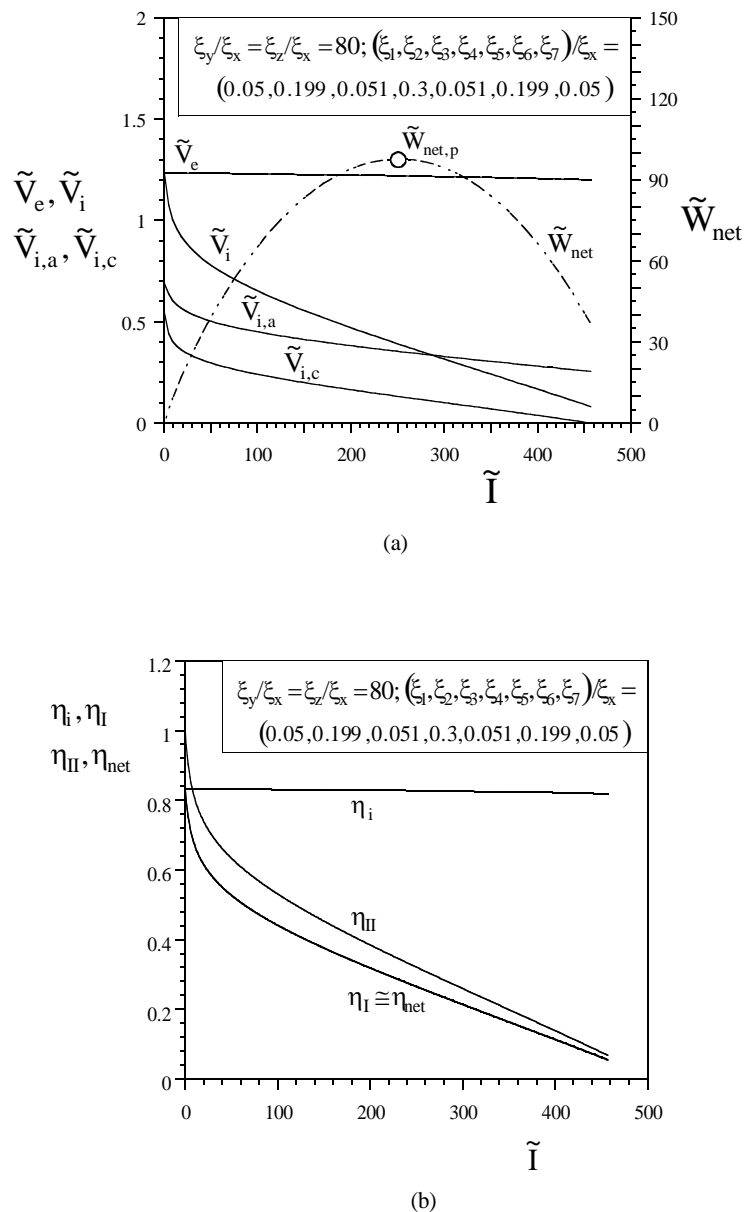 2
150
ξy/ξx = ξz/ξx = 80; (ξ1,ξ2,ξ3,ξ4,ξ5,ξ6,ξ7)/ξx =
(0.05,0.199,0.051,0.3,0.051,0.199,0.05)
120
1.5
Ṽe
W̃net,p
90
Ṽe,Ṽi
Ṽi,a,Ṽi,c
1
W̃net
Ṽi
W̃net
60
Ṽi,a
0.5
30
Ṽi,c
0
0
0
100
200
300
400
500
Ĩ
(a)
1.2
ξy/ξx = ξz/ξx = 80; (ξ1,ξ2,ξ3,ξ4,ξ5,ξ6,ξ7)/ξx =
(0.05,0.199,0.051,0.3,0.051,0.199,0.05)
ηi,ηI
ηII,ηnet
1
0.8
ηi
0.6
ηII
0.4
ηI≅ηnet
0.2
0
0
100
200
300
400
500
Ĩ
(b)